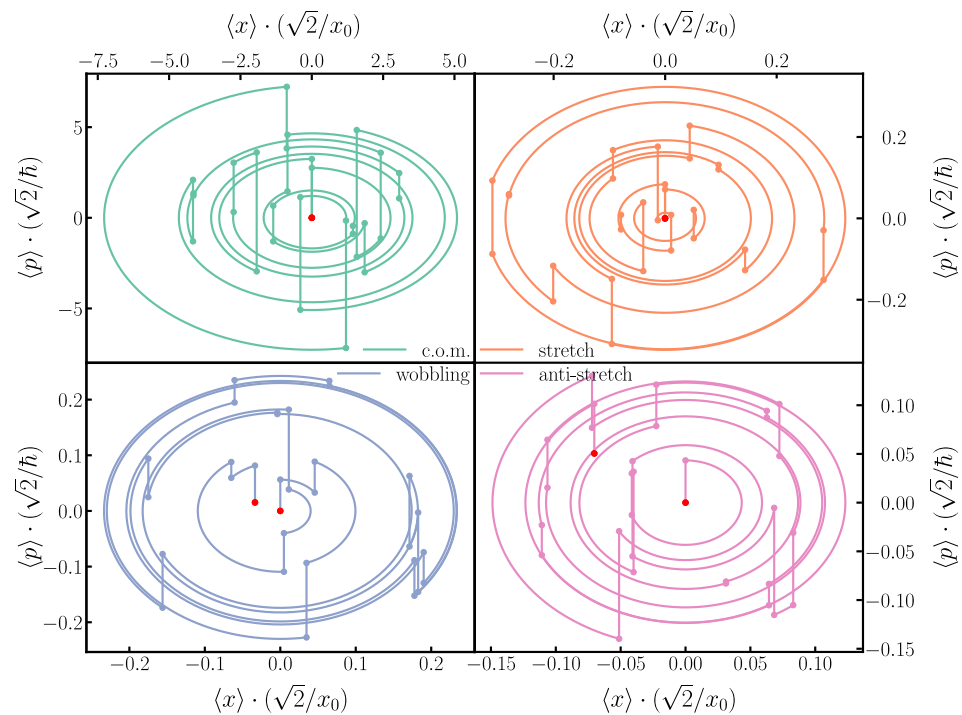 ⟨x⟩ · (√2/x₀) ⟨x⟩ · (√2/x₀)
−7.5 −5.0 −2.5 0.0 2.5 5.0 −0.2 0.0 0.2
⟨p⟩ · (√2/ħ) 5 0 −5
0.2 0.0 −0.2 ⟨p⟩ · (√2/ħ)
c.o.m. stretch
wobbling anti-stretch
⟨p⟩ · (√2/ħ) 0.2 0.1 0.0 −0.1 −0.2
0.10 0.05 0.00 −0.05 −0.10 −0.15 ⟨p⟩ · (√2/ħ)
−0.2 −0.1 0.0 0.1 0.2 −0.15 −0.10 −0.05 0.00 0.05 0.10
⟨x⟩ · (√2/x₀) ⟨x⟩ · (√2/x₀)